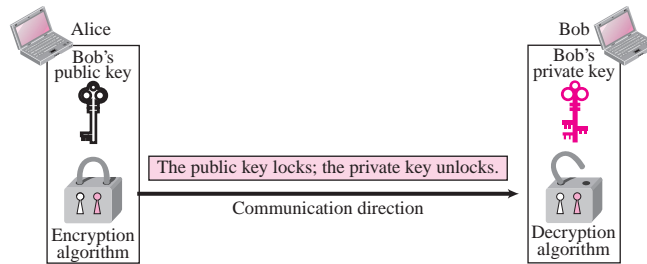 Alice
Bob's
public key
Encryption
algorithm
The public key locks; the private key unlocks.
Communication direction
Bob
Bob's
private key
Decryption
algorithm